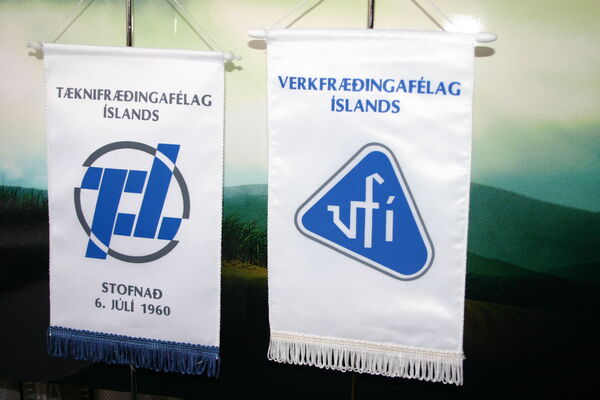 TÆKNIFRÆÐINGAFÉLAG
ÍSLANDS
STOFNAÐ
6. JÚLÍ 1960
VERKFRÆÐINGAFÉLAG
ÍSLANDS
vfí